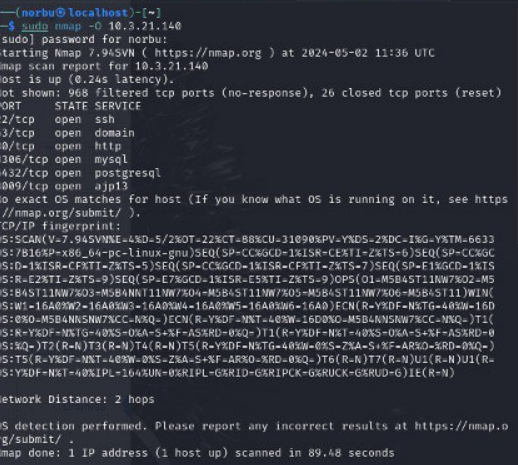 ──(norbu㉿localhost)-[~]
─$ sudo nmap -O 10.3.21.140
[sudo] password for norbu:
Starting Nmap 7.94SVN ( https://nmap.org ) at 2024-05-02 11:36 UTC
Nmap scan report for 10.3.21.140
Host is up (0.24s latency).
Not shown: 968 filtered tcp ports (no-response), 26 closed tcp ports (reset)
PORT STATE SERVICE
22/tcp open ssh
53/tcp open domain
80/tcp open http
3306/tcp open mysql
5432/tcp open postgresql
8009/tcp open ajp13
No exact OS matches for host (If you know what OS is running on it, see https
://nmap.org/submit/ ).
TCP/IP fingerprint:
OS:SCAN(V=7.94SVN%E=4%D=5/2%OT=22%CT=88%CU=31090%PV=Y%DS=2%DC=I%G=Y%TM=6633
OS:7B16%P=x86_64-pc-linux-gnu)SEQ(SP=CC%GCD=1%ISR=CE%TI=Z%TS=6)SEQ(SP=CC%GC
OS:D=1%ISR=CF%TI=Z%TS=5)SEQ(SP=CC%GCD=1%ISR=CF%TI=Z%TS=7)SEQ(SP=E1%GCD=1%IS
OS:R=E2%TI=Z%TS=9)SEQ(SP=E7%GCD=1%ISR=E5%TI=Z%TS=9)OPS(O1=M5B4ST11NW7%O2=M5
OS:B4ST11NW7%O3=M5B4NNT11NW7%O4=M5B4ST11NW7%O5=M5B4ST11NW7%O6=M5B4ST11)WIN(
OS:W1=16A0%W2=16A0%W3=16A0%W4=16A0%W5=16A0%W6=16A0)ECN(R=Y%DF=N%TG=40%W=16D
OS:0%O=M5B4NNSNW7%CC=N%Q=)ECN(R=Y%DF=N%T=40%W=16D0%O=M5B4NNSNW7%CC=N%Q=)T1(
OS:R=Y%DF=N%TG=40%S=O%A=S+%F=AS%RD=0%Q=)T1(R=Y%DF=N%T=40%S=O%A=S+%F=AS%RD=0
OS:%Q=)T2(R=N)T3(R=N)T4(R=N)T5(R=Y%DF=N%TG=40%W=0%S=Z%A=S+%F=AR%O=%RD=0%Q=)
OS:T5(R=Y%DF=N%T=40%W=0%S=Z%A=S+%F=AR%O=%RD=0%Q=)T6(R=N)T7(R=N)U1(R=N)U1(R=
OS:Y%DF=N%T=40%IPL=164%UN=0%RIPL=G%RID=G%RIPCK=G%RUCK=G%RUD=G)IE(R=N)
Network Distance: 2 hops
OS detection performed. Please report any incorrect results at https://nmap.o
rg/submit/ .
Nmap done: 1 IP address (1 host up) scanned in 89.48 seconds